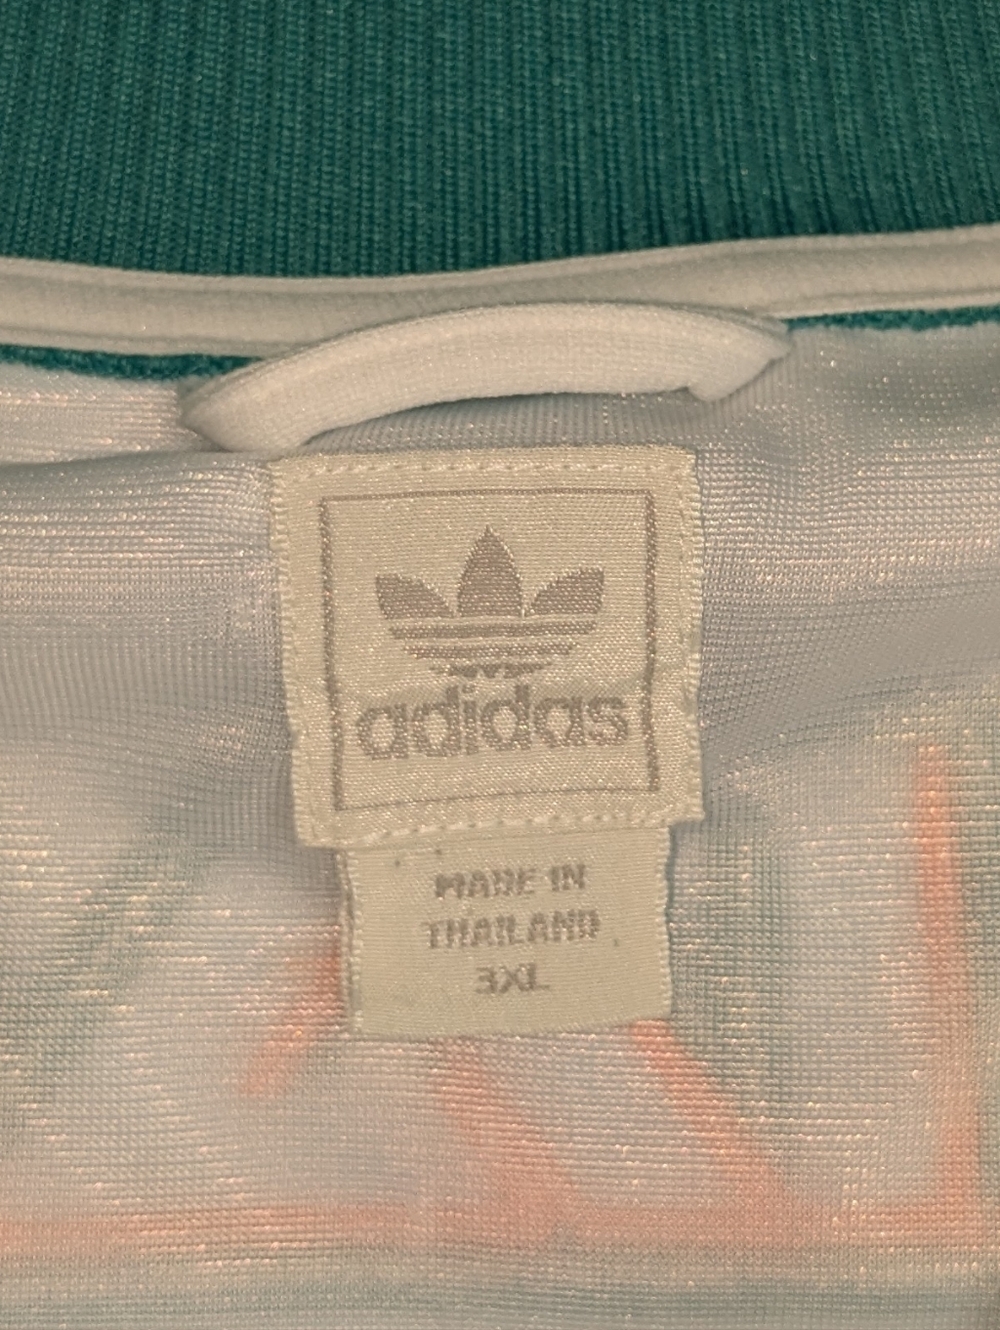 adidas
MADE IN
THAILAND
3XL